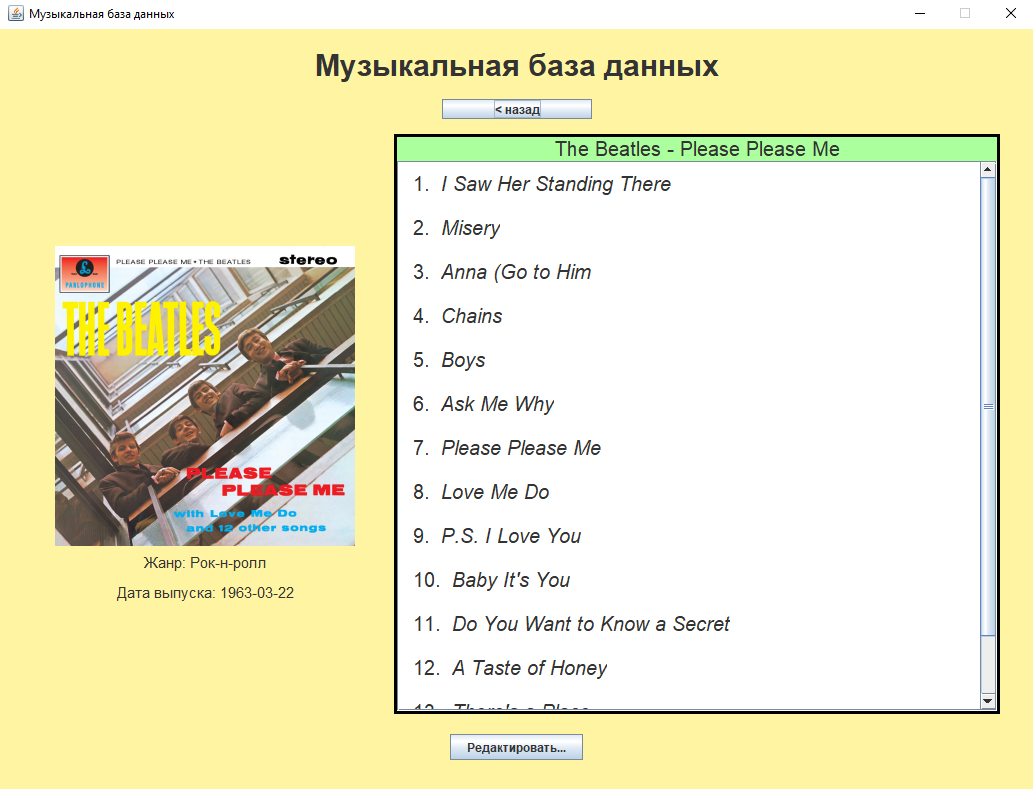 Музыкальная база данных
Музыкальная база данных
< назад
The Beatles - Please Please Me
1. I Saw Her Standing There
2. Misery
3. Anna (Go to Him
4. Chains
5. Boys
6. Ask Me Why
7. Please Please Me
8. Love Me Do
9. P.S. I Love You
10. Baby It's You
11. Do You Want to Know a Secret
12. A Taste of Honey
13. There's a Place
PLEASE PLEASE ME • THE BEATLES stereo
PARLOPHONE
THE BEATLES
PLEASE
PLEASE ME
with Love Me Do
and 12 other songs
Жанр: Рок-н-ролл
Дата выпуска: 1963-03-22
Редактировать...